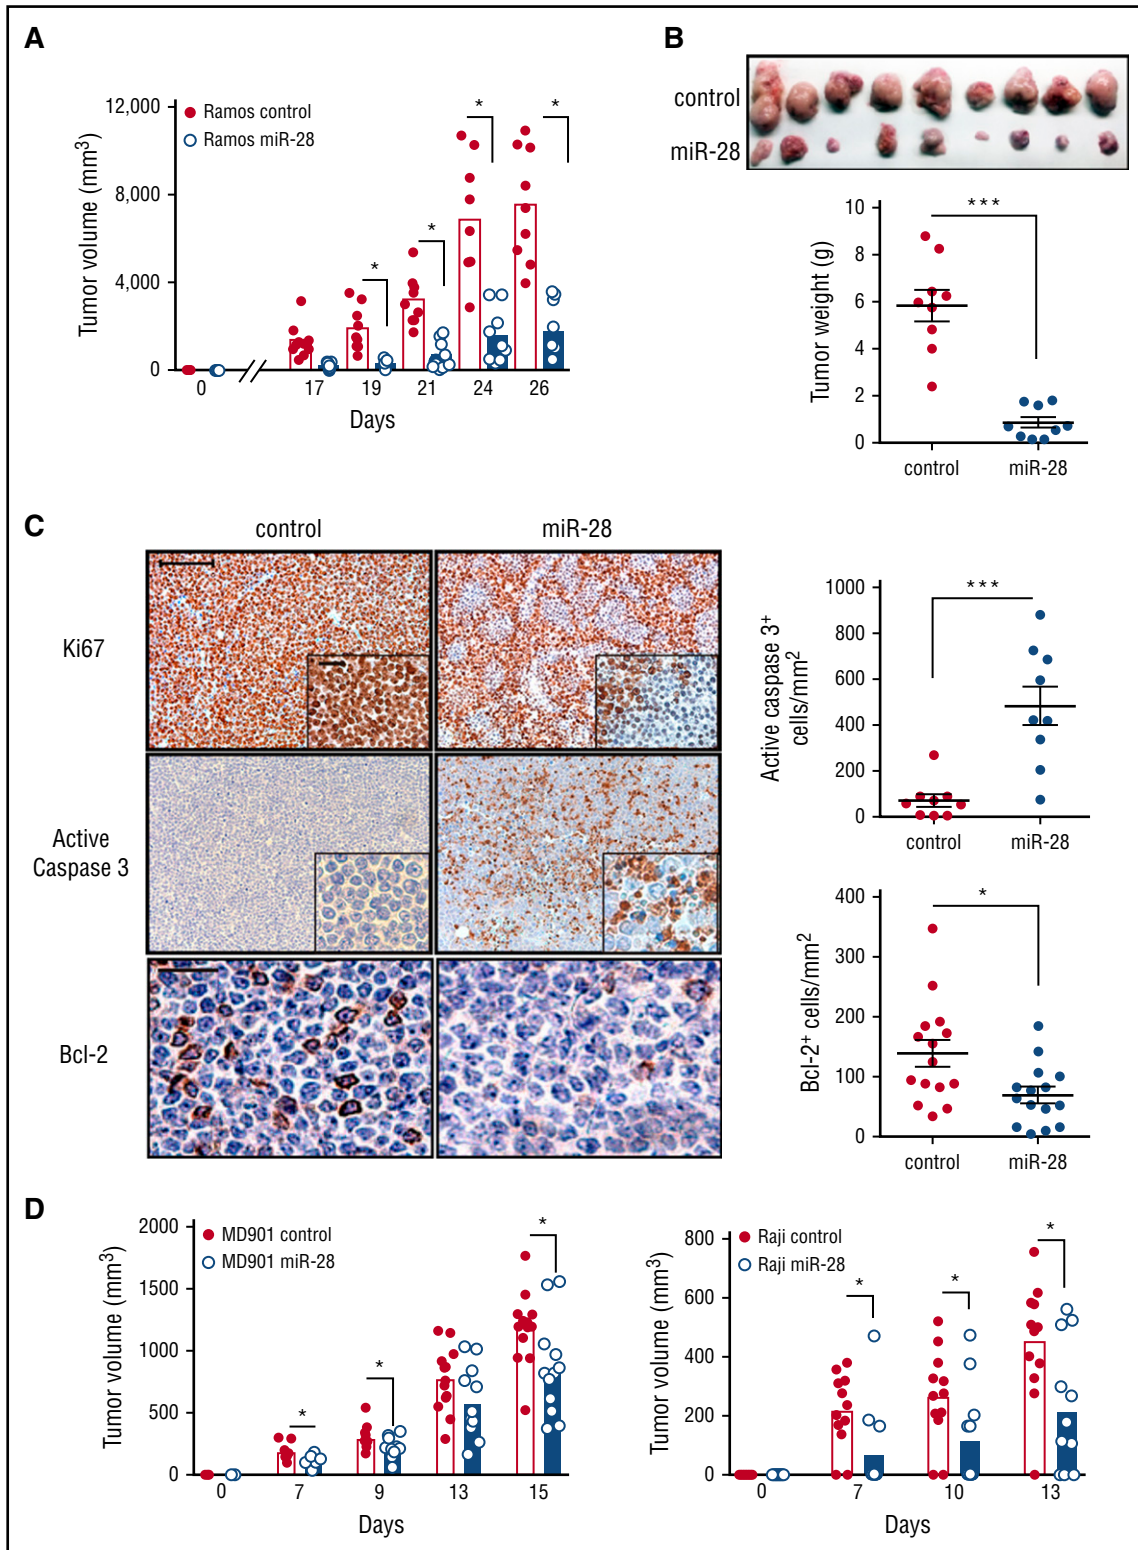 A
Tumor volume (mm3)
12,000
8,000
4,000
0
Ramos control
Ramos miR-28
*
*
*
*
0
17
19
21
24
26
Days
B
control
miR-28
Tumor weight (g)
10
8
6
4
2
0
***
control
miR-28
C
control
miR-28
Ki67
Active
Caspase 3
Bcl-2
Active caspase 3+
cells/mm2
1000
800
600
400
200
0
***
control
miR-28
Bcl-2+ cells/mm2
400
300
200
100
0
*
control
miR-28
D
Tumor volume (mm3)
2000
1500
1000
500
0
MD901 control
MD901 miR-28
*
*
*
0
7
9
13
15
Days
Tumor volume (mm3)
800
600
400
200
0
Raji control
Raji miR-28
*
*
*
0
7
10
13
Days